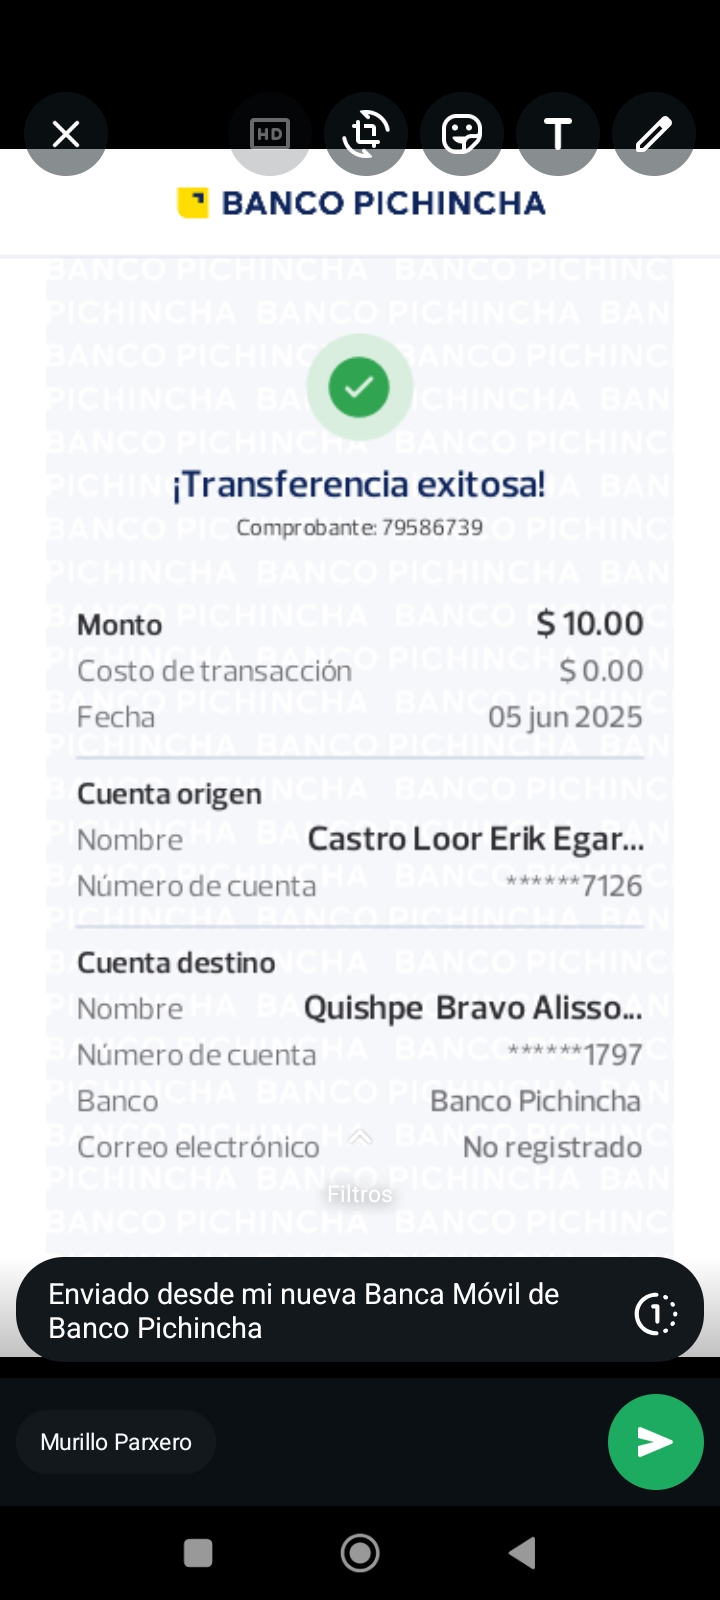 HD
T
BANCO PICHINCHA
¡Transferencia exitosa!
Comprobante: 79586739
Monto $ 10.00
Costo de transacción $ 0.00
Fecha 05 jun 2025
Cuenta origen
Nombre Castro Loor Erik Egar...
Número de cuenta ******7126
Cuenta destino
Nombre Quishpe Bravo Alisso...
Número de cuenta ******1797
Banco Banco Pichincha
Correo electrónico No registrado
Filtros
Enviado desde mi nueva Banca Móvil de
Banco Pichincha
1
Murillo Parxero